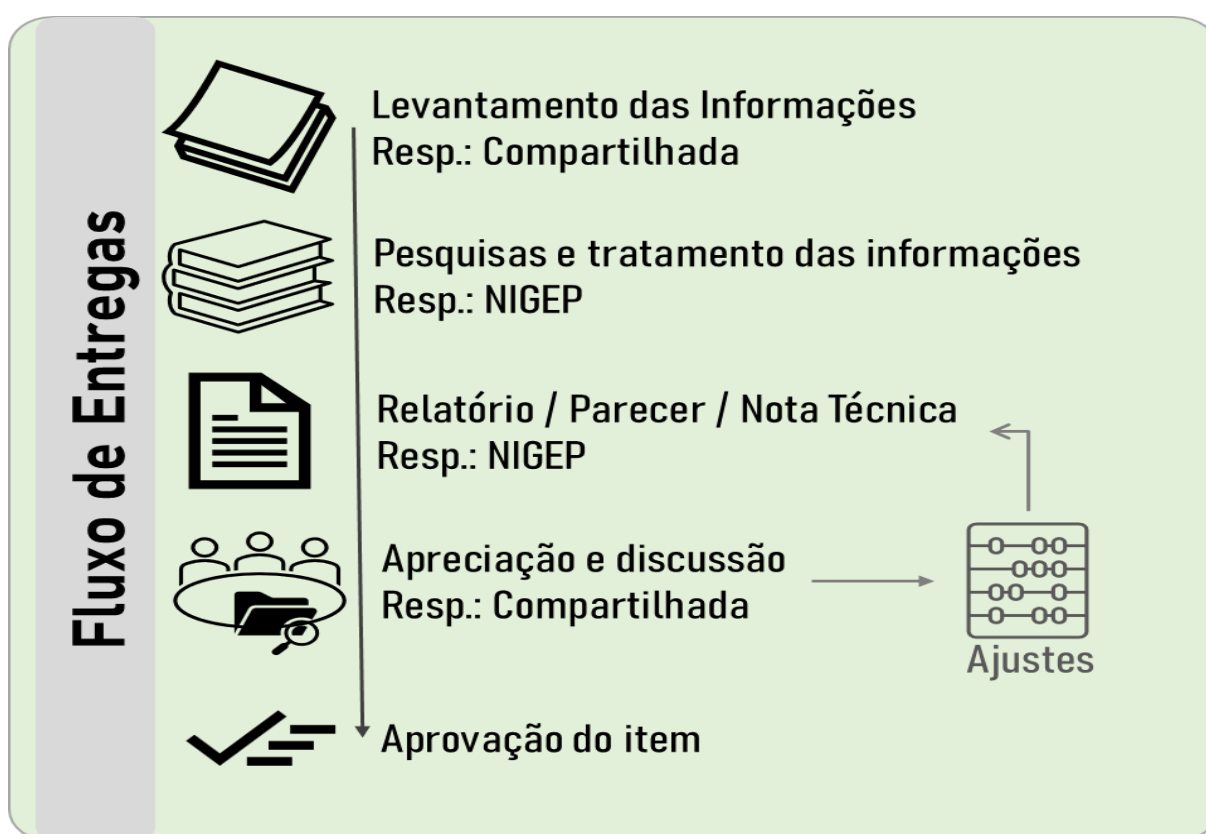 Fluxo de Entregas
Levantamento das Informações
Resp.: Compartilhada
Pesquisas e tratamento das informações
Resp.: NIGEP
Relatório / Parecer / Nota Técnica
Resp.: NIGEP
Apreciação e discussão
Resp.: Compartilhada
Ajustes
Aprovação do item